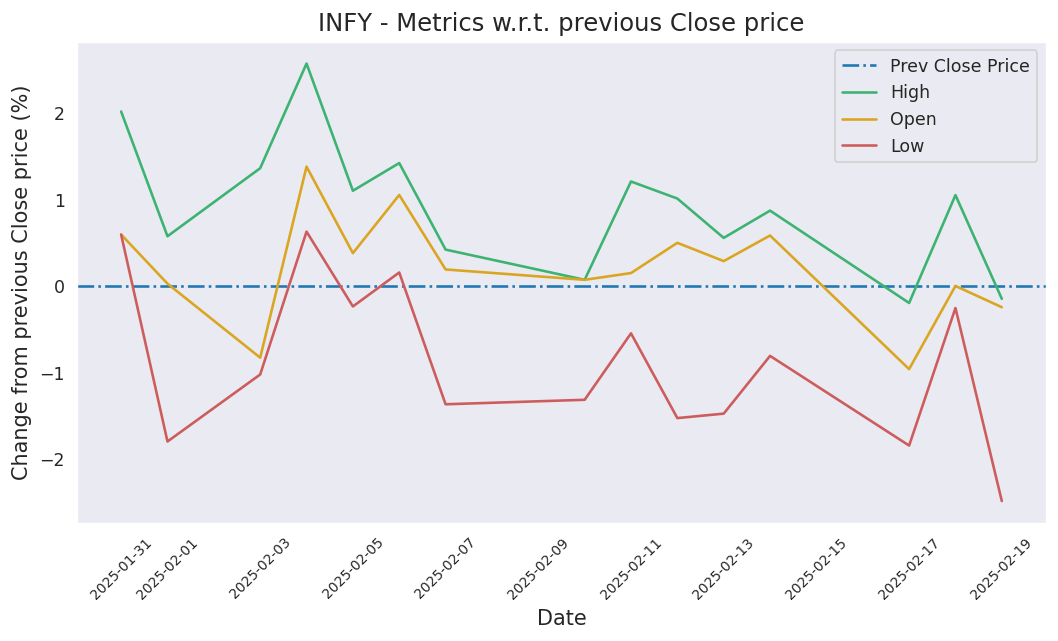 INFY - Metrics w.r.t. previous Close price
Prev Close Price
High
Open
Low
Change from previous Close price (%)
2
1
0
−1
−2
2025-01-31
2025-02-01
2025-02-03
2025-02-05
2025-02-07
2025-02-09
2025-02-11
2025-02-13
2025-02-15
2025-02-17
2025-02-19
Date